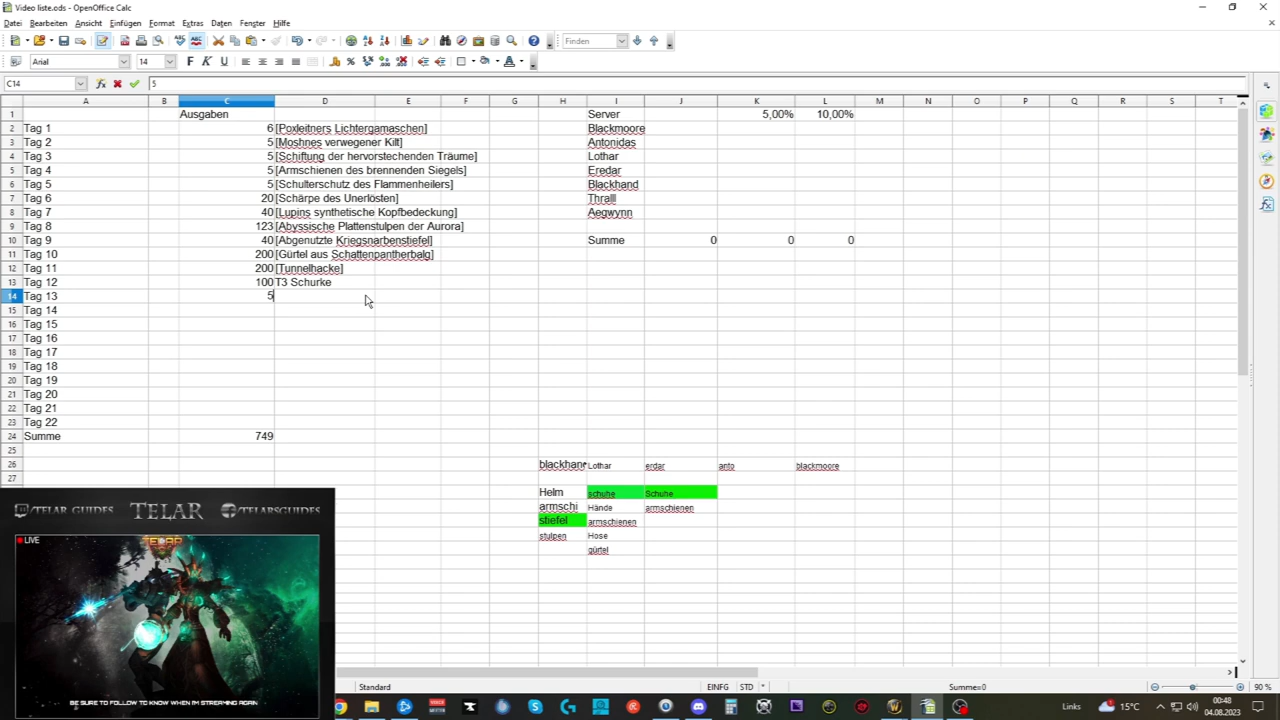 Video liste.ods - OpenOffice Calc
Datei Bearbeiten Ansicht Einfügen Format Extras Daten Fenster Hilfe
Finden
Arial 14
C14 5
A B C D E F G H I J K L M N O P Q R S T
1 Ausgaben Server 5,00% 10,00%
2 Tag 1 6 [Poxleitners Lichtergamaschen] Blackmoore
3 Tag 2 5 [Moshnes verwegener Kilt] Antonidas
4 Tag 3 5 [Schiftung der hervorstechenden Träume] Lothar
5 Tag 4 5 [Armschienen des brennenden Siegels] Eredar
6 Tag 5 5 [Schulterschutz des Flammenheilers] Blackhand
7 Tag 6 20 [Schärpe des Unerlösten] Thrall
8 Tag 7 40 [Lupins synthetische Kopfbedeckung] Aegwynn
9 Tag 8 123 [Abyssische Plattenstulpen der Aurora]
10 Tag 9 40 [Abgenutzte Kriegsnarbenstiefel] Summe 0 0 0
11 Tag 10 200 [Gürtel aus Schattenpantherbalg]
12 Tag 11 200 [Tunnelhacke]
13 Tag 12 100 T3 Schurke
14 Tag 13 5
15 Tag 14
16 Tag 15
17 Tag 16
18 Tag 17
19 Tag 18
20 Tag 19
21 Tag 20
22 Tag 21
23 Tag 22
24 Summe 749
25
26 blackhand Lothar erdar anto blackmoore
27
Helm schuhe Schuhe
armschi Hände armschienen
stiefel armschienen
stulpen Hose
gürtel
TELAR GUIDES TELAR TELARSGUIDES
LIVE
TELAR
BE SURE TO FOLLOW TO KNOW WHEN I'M STREAMING AGAIN
Standard EINFG STD * Summe=0 90 %
Links 15°C 00:48
04.08.2023